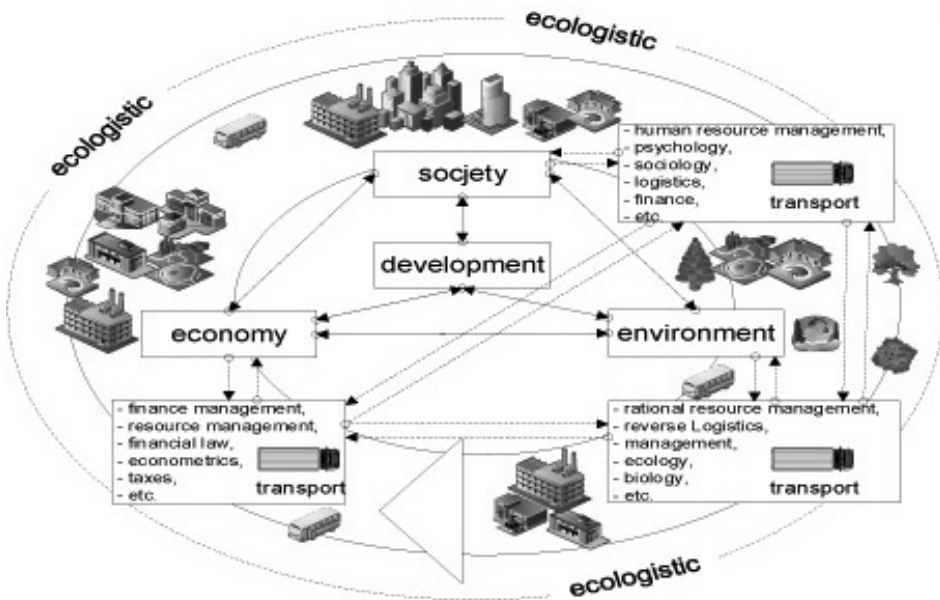 ecologistic
ecologistic
socjety
- human resource management,
- psychology,
- sociology,
- logistics,
- finance,
- etc.
transport
development
economy
environment
- finance management,
- resource management,
- financial law,
- econometrics,
- taxes,
- etc.
transport
- rational resource management,
- reverse Logistics,
- management,
- ecology,
- biology,
- etc.
transport
ecologistic